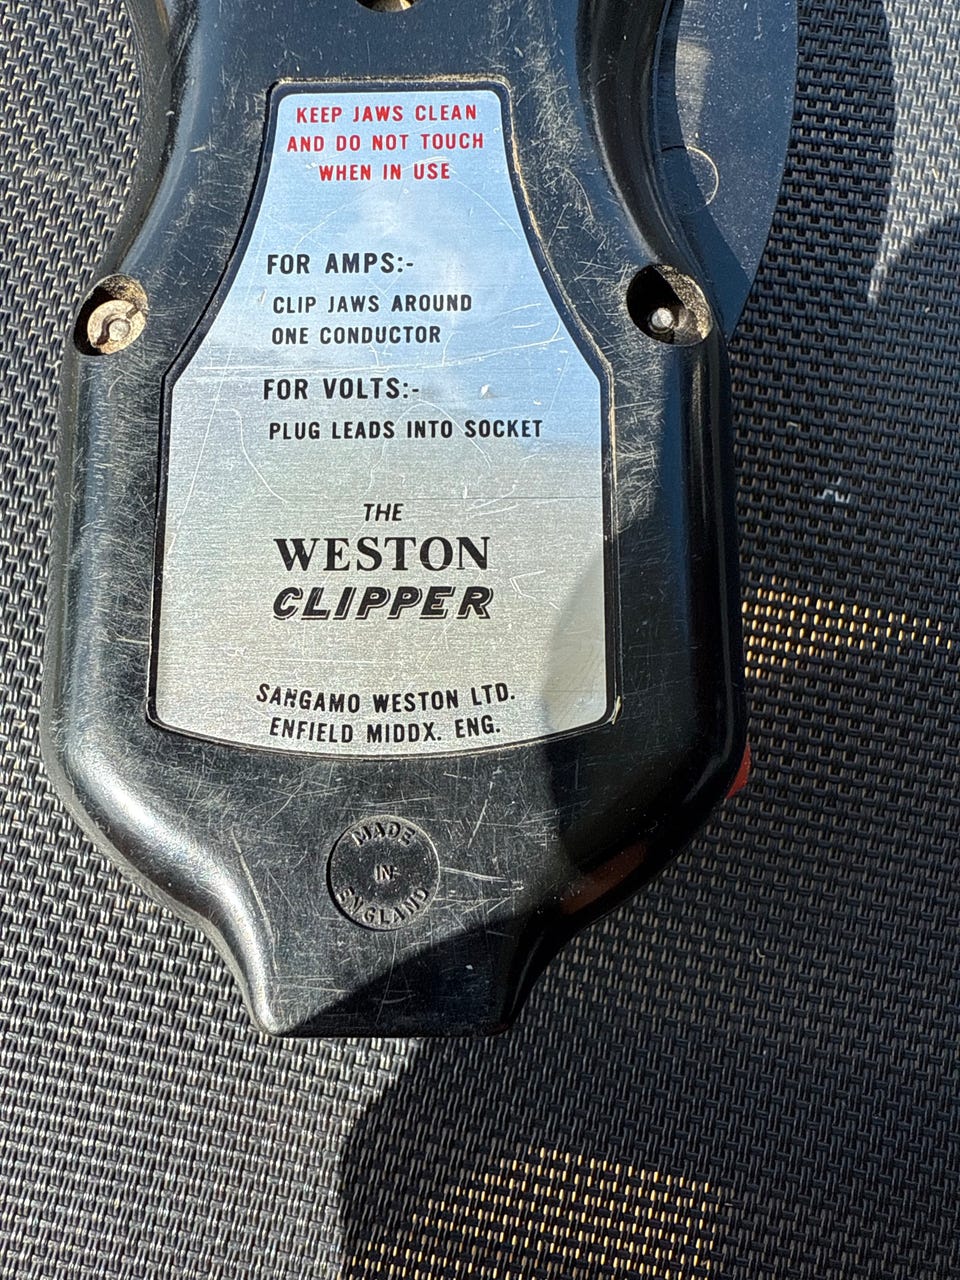 KEEP JAWS CLEAN
AND DO NOT TOUCH
WHEN IN USE
FOR AMPS:-
CLIP JAWS AROUND
ONE CONDUCTOR
FOR VOLTS:-
PLUG LEADS INTO SOCKET
THE
WESTON
CLIPPER
SANGAMO WESTON LTD.
ENFIELD MIDDX. ENG.
MADE
IN
ENGLAND